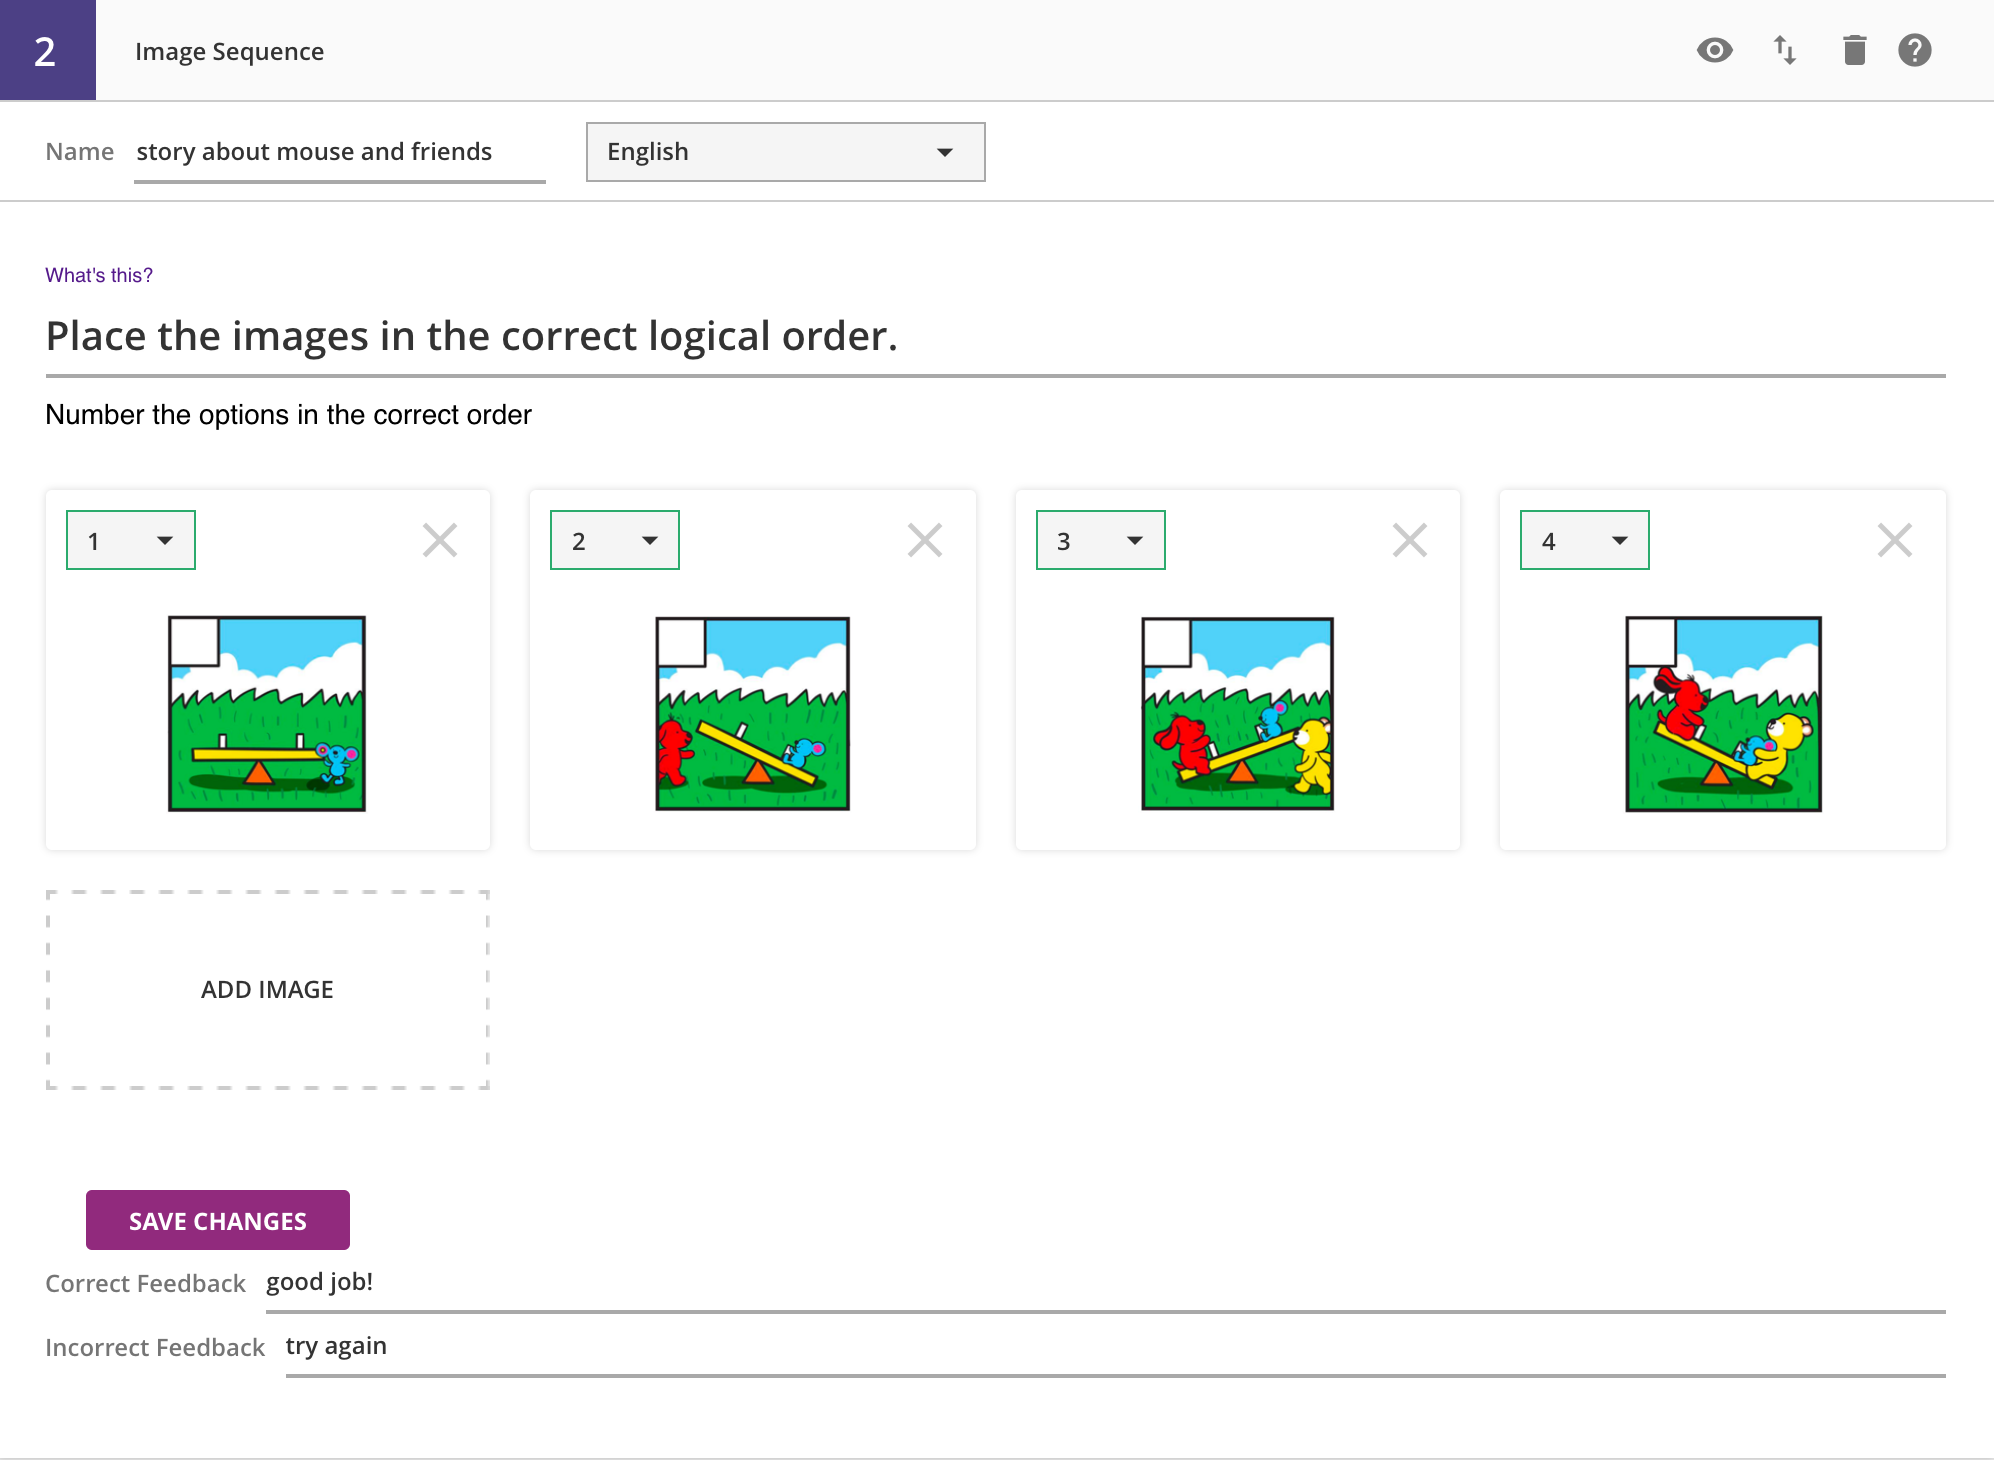 2
Image Sequence
Name story about mouse and friends English
What's this?
Place the images in the correct logical order.
Number the options in the correct order
1 2 3 4
ADD IMAGE
SAVE CHANGES
Correct Feedback good job!
Incorrect Feedback try again